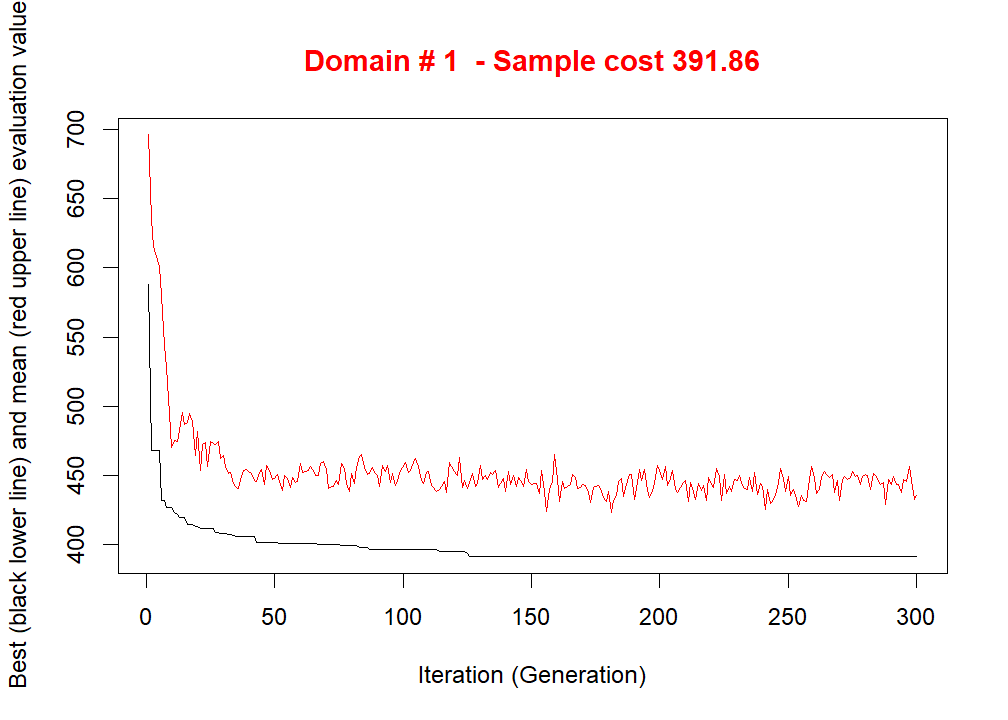 Domain # 1  - Sample cost 391.86
Best (black lower line) and mean (red upper line) evaluation value
700
650
600
550
500
450
400
0 50 100 150 200 250 300
Iteration (Generation)